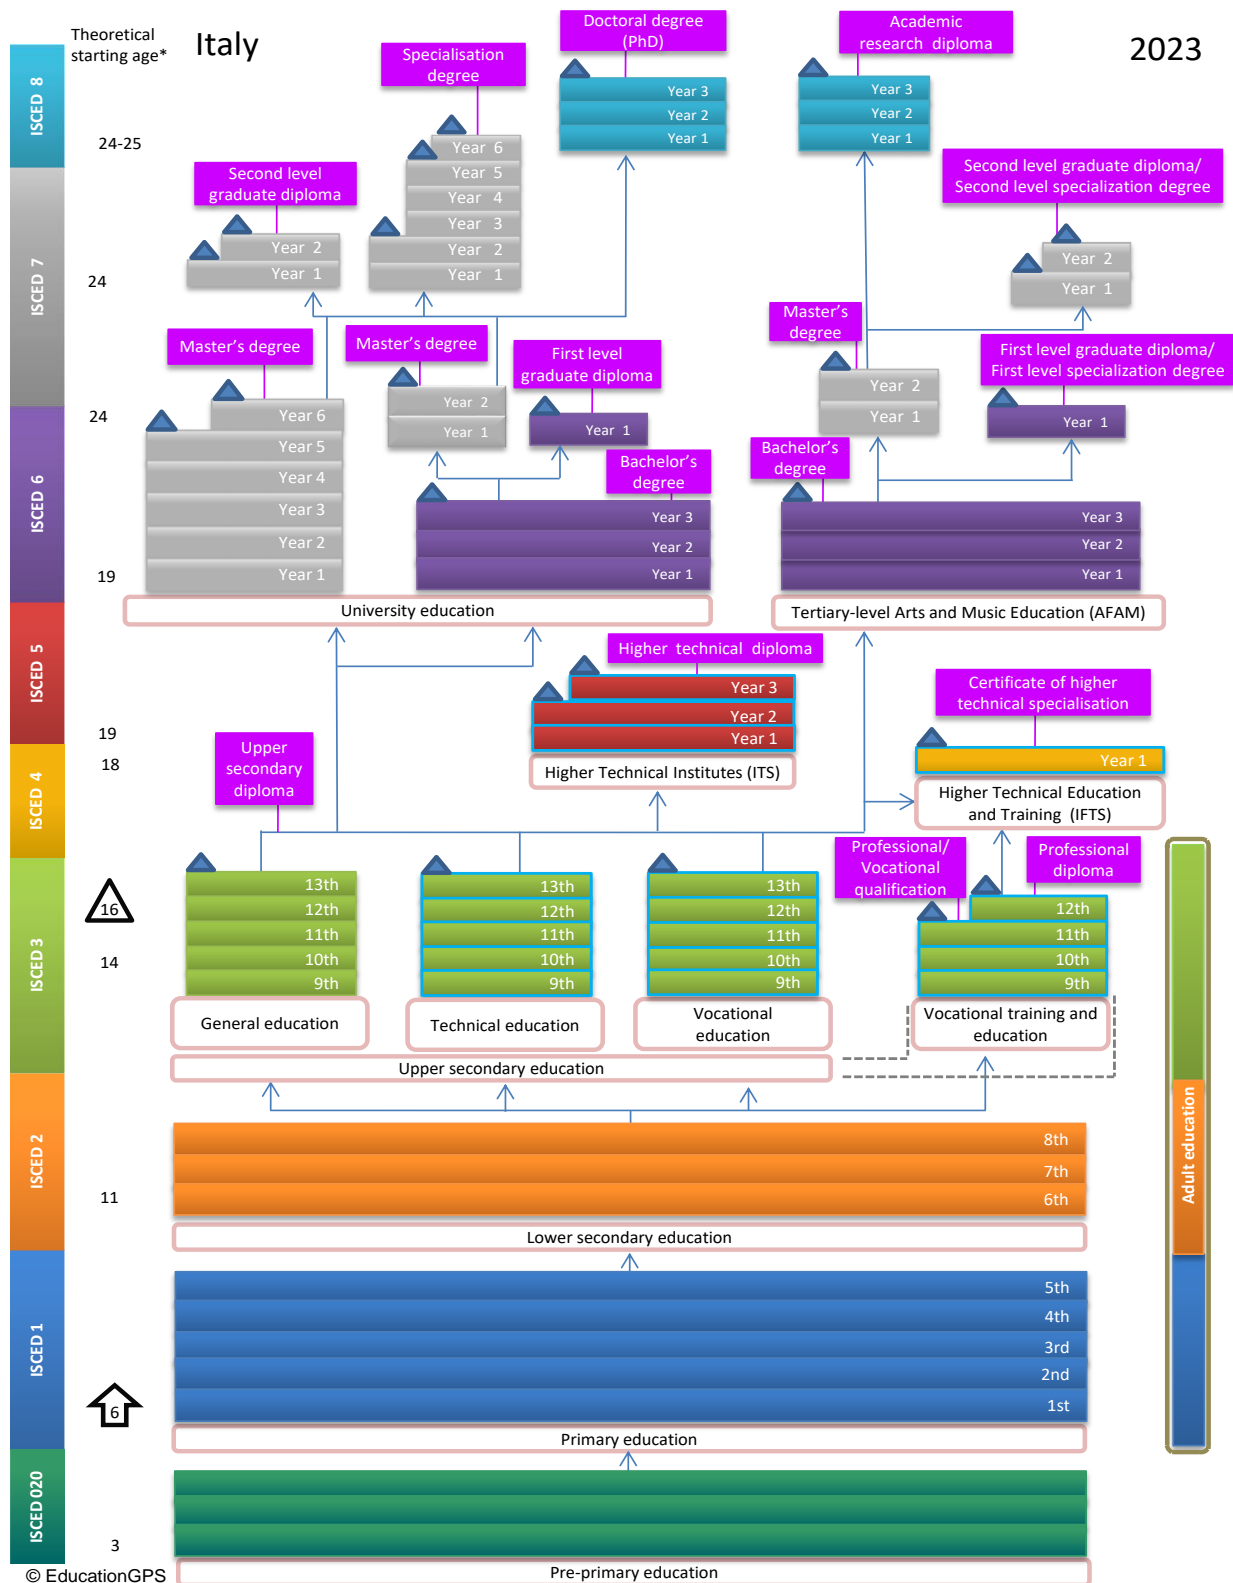 Theoretical
starting age*
Italy
2023
Doctoral degree
(PhD)
Academic
research diploma
Specialisation
degree
ISCED 8
24-25
Year 3
Year 2
Year 1
Year 3
Year 2
Year 1
Second level
graduate diploma
Year 6
Year 5
Year 4
Year 3
Year 2
Year 1
Second level graduate diploma/
Second level specialization degree
Year 2
Year 1
Year 2
Year 1
ISCED 7
24
Master's degree
Master's degree
First level
graduate diploma
Master's
degree
First level graduate diploma/
First level specialization degree
24
Year 6
Year 5
Year 4
Year 3
Year 2
Year 1
Year 2
Year 1
Year 1
Year 2
Year 1
Year 1
Bachelor's
degree
Bachelor's
degree
ISCED 6
19
Year 3
Year 2
Year 1
Year 3
Year 2
Year 1
University education
Tertiary-level Arts and Music Education (AFAM)
ISCED 5
19
Higher technical diploma
Year 3
Year 2
Year 1
Higher Technical Institutes (ITS)
Certificate of higher
technical specialisation
Year 1
Higher Technical Education
and Training (IFTS)
ISCED 4
18
Upper
secondary
diploma
Professional/
Vocational
qualification
Professional
diploma
ISCED 3
16
14
13th
12th
11th
10th
9th
13th
12th
11th
10th
9th
13th
12th
11th
10th
9th
12th
11th
10th
9th
General education
Technical education
Vocational
education
Vocational training and
education
Upper secondary education
ISCED 2
11
8th
7th
6th
Lower secondary education
Adult education
ISCED 1
6
5th
4th
3rd
2nd
1st
Primary education
ISCED 020
3
Pre-primary education
© EducationGPS